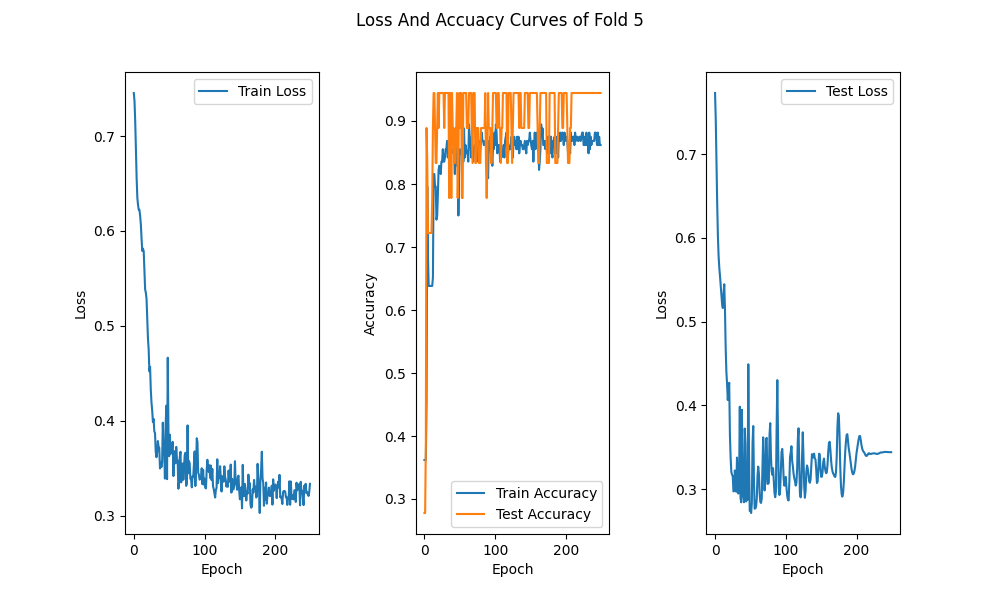 Loss And Accuacy Curves of Fold 5
Train Loss
0.7
0.6
0.5
0.4
0.3
Loss
0 100 200
Epoch
0.9
0.8
0.7
0.6
0.5
0.4
0.3
Accuracy
Train Accuracy
Test Accuracy
0 100 200
Epoch
Test Loss
0.7
0.6
0.5
0.4
0.3
Loss
0 100 200
Epoch